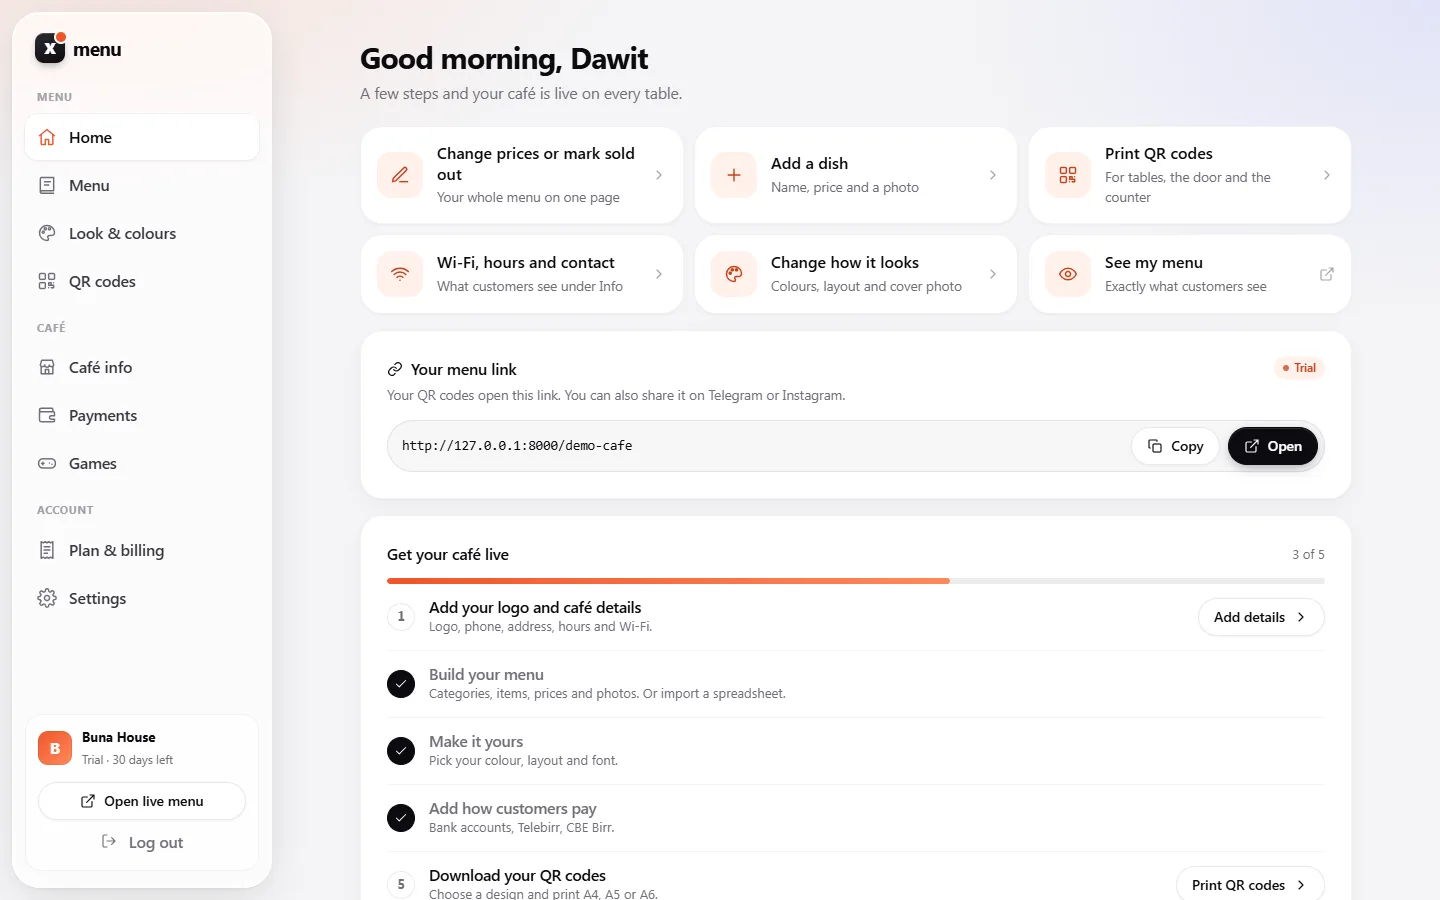 x menu
MENU
Home
Menu
Look & colours
QR codes
CAFÉ
Café info
Payments
Games
ACCOUNT
Plan & billing
Settings
B
Buna House
Trial · 30 days left
Open live menu
Log out
Good morning, Dawit
A few steps and your café is live on every table.
Change prices or mark sold
out
Your whole menu on one page
Add a dish
Name, price and a photo
Print QR codes
For tables, the door and the
counter
Wi-Fi, hours and contact
What customers see under Info
Change how it looks
Colours, layout and cover photo
See my menu
Exactly what customers see
Your menu link
Trial
Your QR codes open this link. You can also share it on Telegram or Instagram.
http://127.0.0.1:8000/demo-cafe
Copy
Open
Get your café live
3 of 5
1
Add your logo and café details
Logo, phone, address, hours and Wi-Fi.
Add details
Build your menu
Categories, items, prices and photos. Or import a spreadsheet.
Make it yours
Pick your colour, layout and font.
Add how customers pay
Bank accounts, Telebirr, CBE Birr.
5
Download your QR codes
Choose a design and print A4, A5 or A6.
Print QR codes